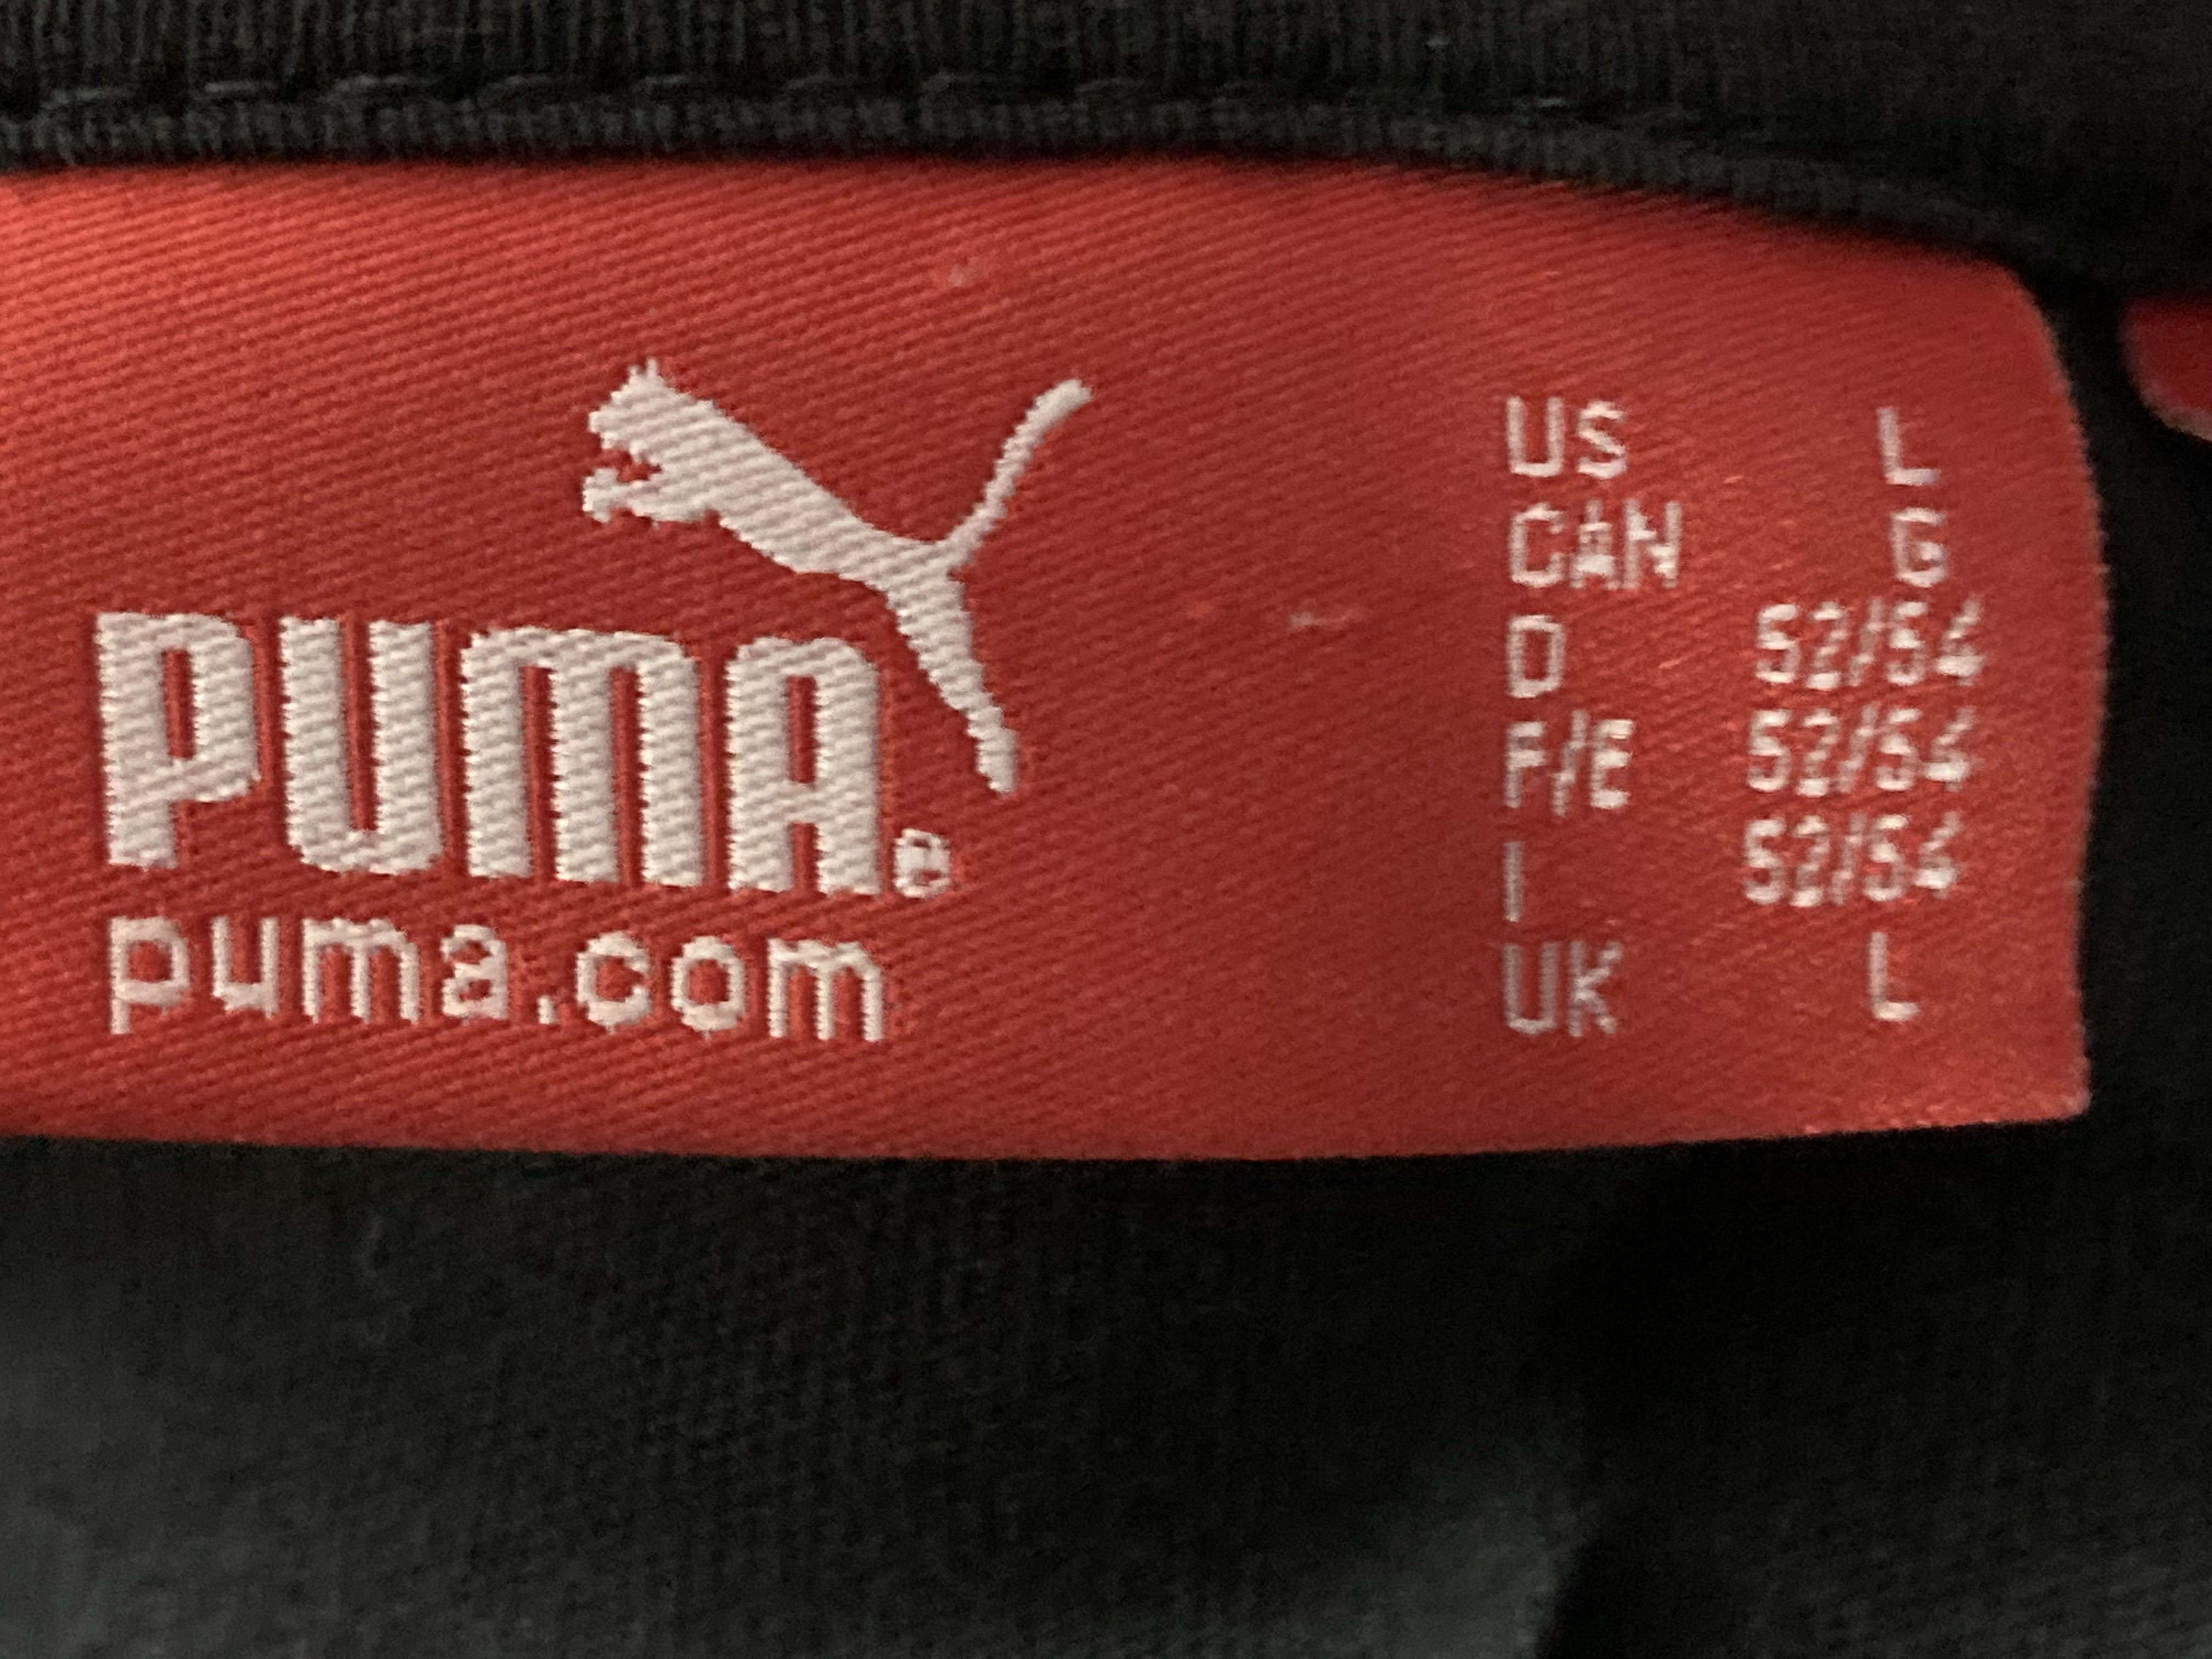 PUMA®
puma.com
US L
CAN G
D 52/54
F/E 52/54
I 52/54
UK L